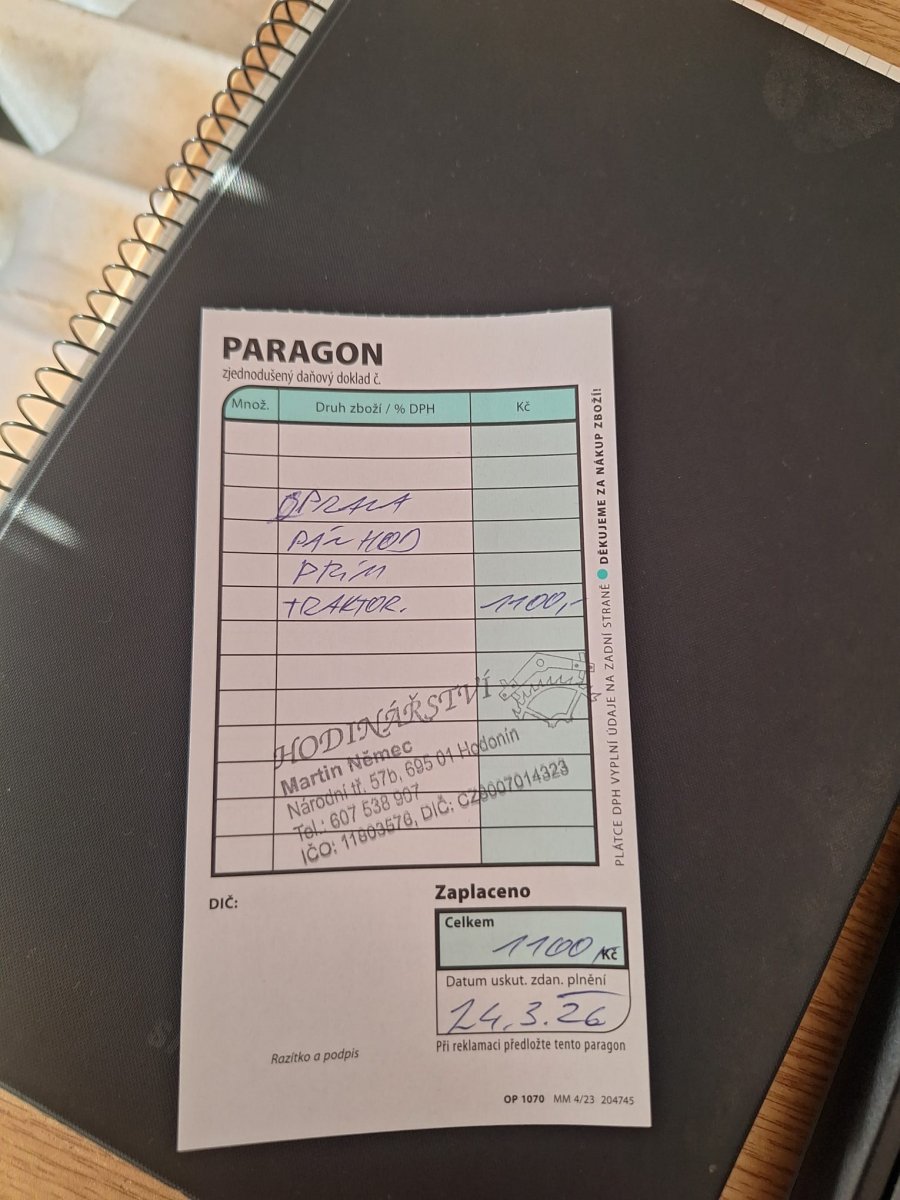 PARAGON
zjednodušený daňový doklad č.
Množ. Druh zboží / % DPH Kč
OPRAVA
PÁN HOD
PRIM
TRAKTOR. 1100,-
HODINÁŘSTVÍ
Martin Němec
Národní tř. 57b, 695 01 Hodonín
Tel.: 607 538 907
IČO: DIČ:
PLÁTCE DPH VYPLNÍ ÚDAJE NA ZADNÍ STRANĚ ● DĚKUJEME ZA NÁKUP ZBOŽÍ!
DIČ:
Zaplaceno
Celkem
1100 Kč
Datum uskut. zdan. plnění
24.3.26
Při reklamaci předložte tento paragon
Razítko a podpis
OP 1070 MM 4/23 204745